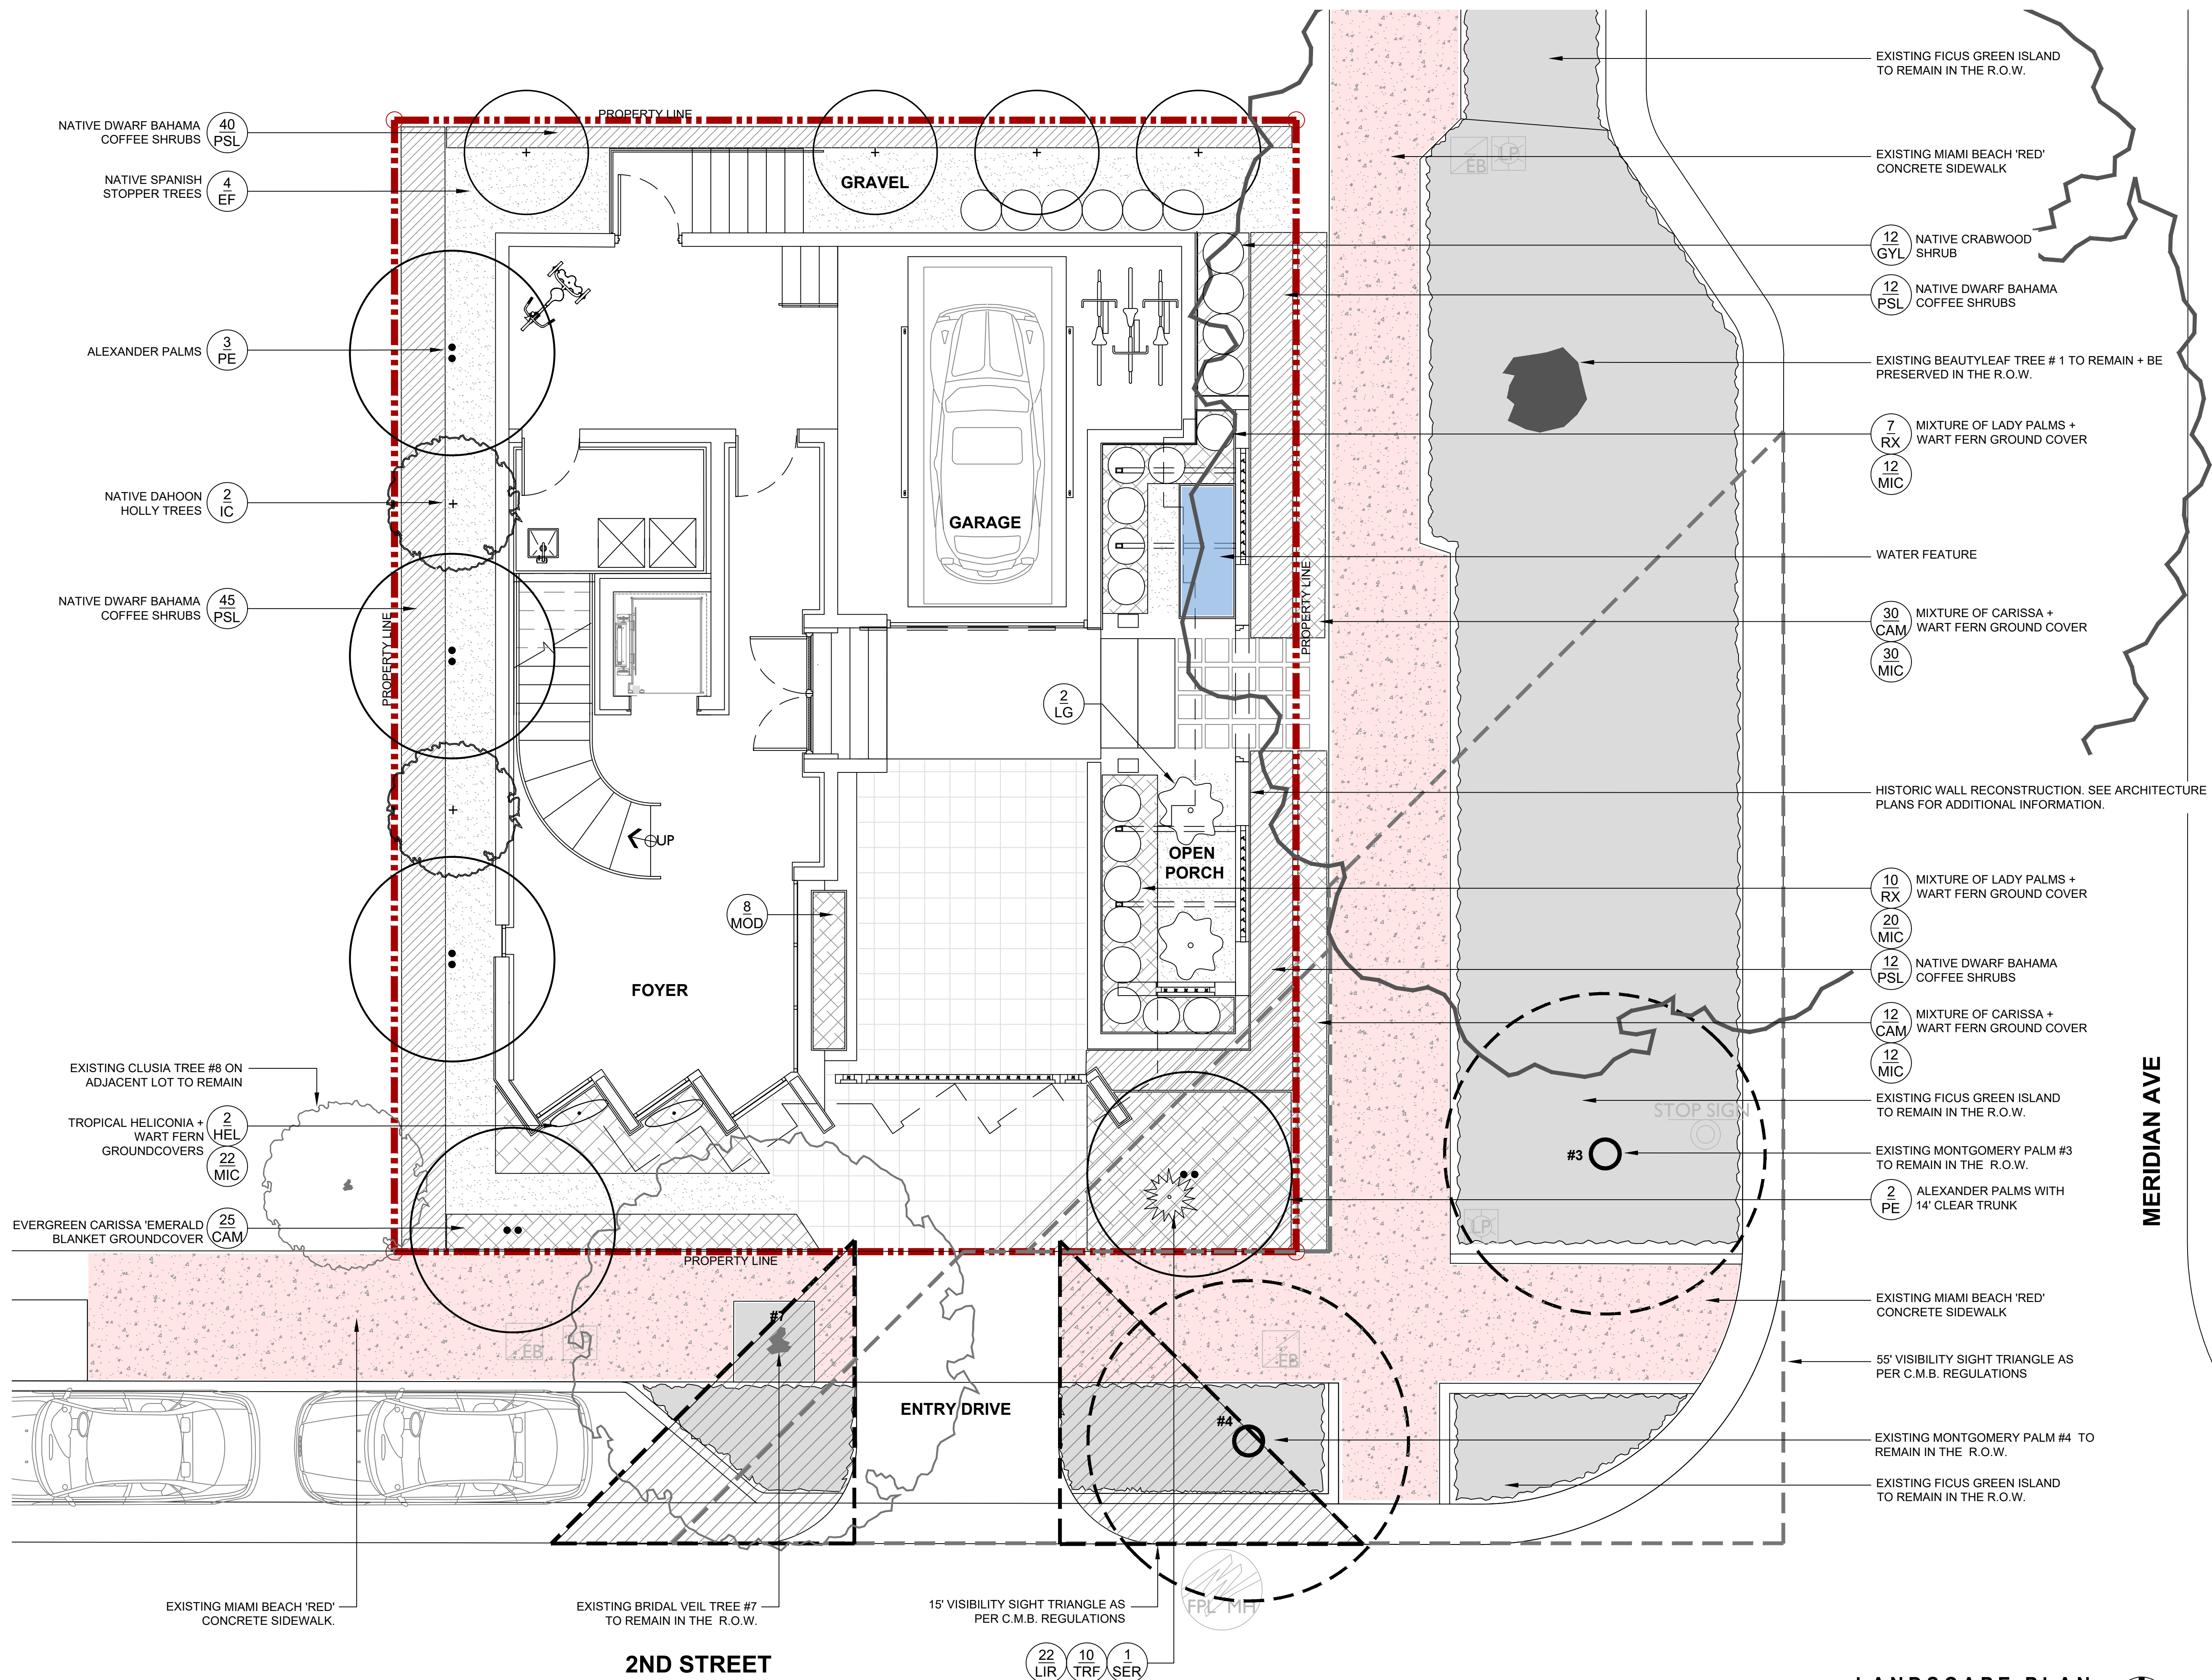 NATIVE DWARF BAHAMA
COFFEE SHRUBS
40
PSL
NATIVE SPANISH
STOPPER TREES
4
EF
ALEXANDER PALMS
3
PE
NATIVE DAHOON
HOLLY TREES
2
IC
NATIVE DWARF BAHAMA
COFFEE SHRUBS
45
PSL
EXISTING CLUSIA TREE #8 ON
ADJACENT LOT TO REMAIN
TROPICAL HELICONIA +
WART FERN
GROUNDCOVERS
2
HEL
22
MIC
EVERGREEN CARISSA 'EMERALD
BLANKET GROUNDCOVER
25
CAM
PROPERTY LINE
GRAVEL
GARAGE
PROPERTY LINE
PROPERTY LINE
2
LG
UP
OPEN
PORCH
8
MOD
FOYER
PROPERTY LINE
#7
EB
ENTRY DRIVE
#4
EB
FPL MH
EB
LP
STOP SIGN
#3
LP
EXISTING FICUS GREEN ISLAND
TO REMAIN IN THE R.O.W.
EXISTING MIAMI BEACH 'RED'
CONCRETE SIDEWALK
12
GYL
NATIVE CRABWOOD
SHRUB
12
PSL
NATIVE DWARF BAHAMA
COFFEE SHRUBS
EXISTING BEAUTYLEAF TREE # 1 TO REMAIN + BE
PRESERVED IN THE R.O.W.
7
RX
MIXTURE OF LADY PALMS +
WART FERN GROUND COVER
12
MIC
WATER FEATURE
30
CAM
MIXTURE OF CARISSA +
WART FERN GROUND COVER
30
MIC
HISTORIC WALL RECONSTRUCTION. SEE ARCHITECTURE
PLANS FOR ADDITIONAL INFORMATION.
10
RX
MIXTURE OF LADY PALMS +
WART FERN GROUND COVER
20
MIC
12
PSL
NATIVE DWARF BAHAMA
COFFEE SHRUBS
12
CAM
MIXTURE OF CARISSA +
WART FERN GROUND COVER
12
MIC
EXISTING FICUS GREEN ISLAND
TO REMAIN IN THE R.O.W.
EXISTING MONTGOMERY PALM #3
TO REMAIN IN THE R.O.W.
2
PE
ALEXANDER PALMS WITH
14' CLEAR TRUNK
EXISTING MIAMI BEACH 'RED'
CONCRETE SIDEWALK
55' VISIBILITY SIGHT TRIANGLE AS
PER C.M.B. REGULATIONS
EXISTING MONTGOMERY PALM #4 TO
REMAIN IN THE R.O.W.
EXISTING FICUS GREEN ISLAND
TO REMAIN IN THE R.O.W.
MERIDIAN AVE
EXISTING MIAMI BEACH 'RED'
CONCRETE SIDEWALK.
EXISTING BRIDAL VEIL TREE #7
TO REMAIN IN THE R.O.W.
15' VISIBILITY SIGHT TRIANGLE AS
PER C.M.B. REGULATIONS
22
LIR
10
TRF
1
SER
2ND STREET
LANDSCAPE PLAN